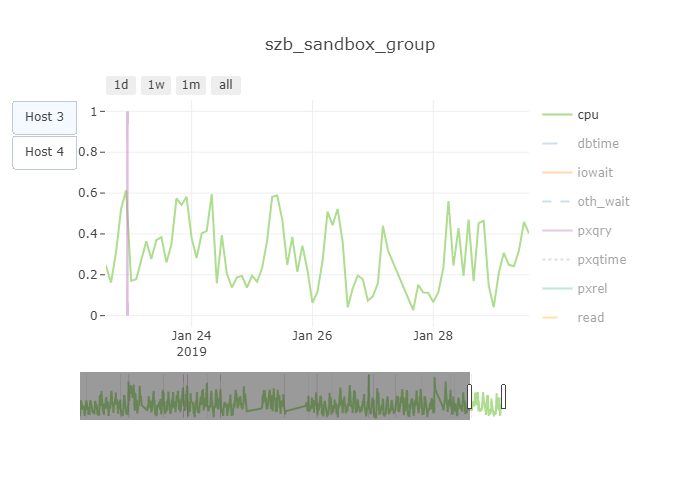 szb_sandbox_group
1d
1w
1m
all
Host 3
Host 4
1
0.8
0.6
0.4
0.2
0
Jan 24
2019
Jan 26
Jan 28
cpu
dbtime
iowait
oth_wait
pxqry
pxqtime
pxrel
read